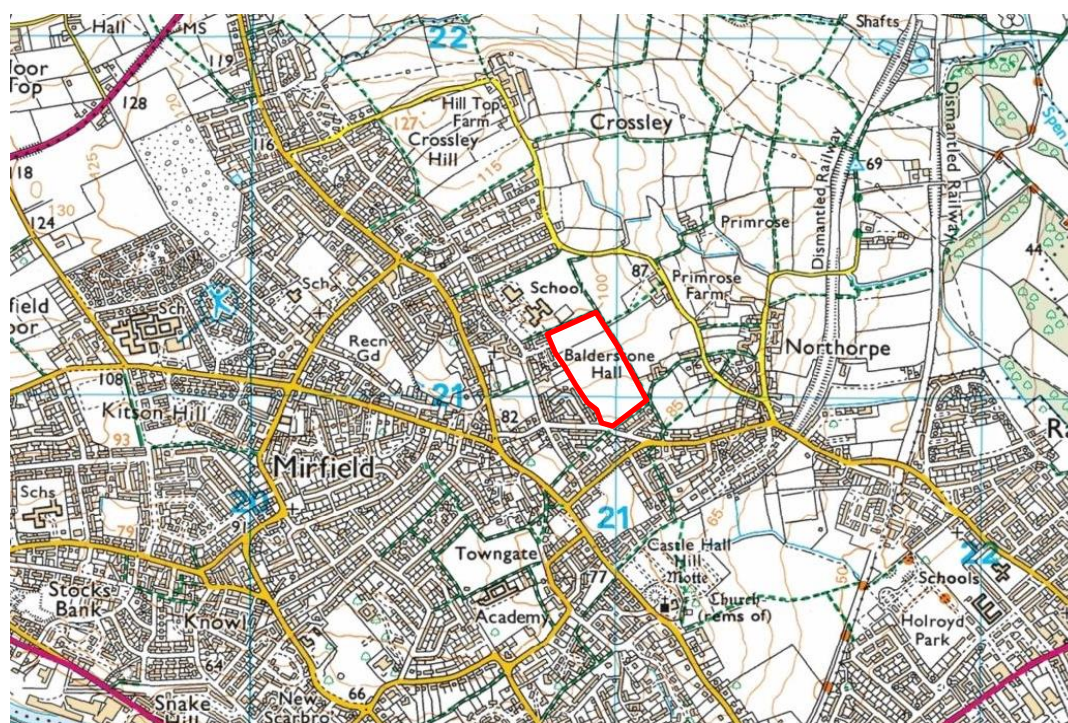 Hall
MS
119
22
Shafts
oor
Top
128
120
125
118
116
Hill Top
Farm
127
Crossley
Hill
115
Crossley
Dismantled Railway
Dismantled Railway
Spen
69
124
130
Primrose
44
field
oor
Sch
Sch
School
100
87
Primrose
Farm
Recn
Gd
Balderstone
Hall
Northorpe
108
Kitson Hill
93
21
82
85
Ra
Mirfield
Schs
79
20
91
21
65
Towngate
Castle Hall
Hill
Motte
22
50
Stocks
Bank
Knowl
Academy
77
Church
(rems of)
Schools
Holroyd
Park
64
66
Snake
Hill
New
Scarbro'